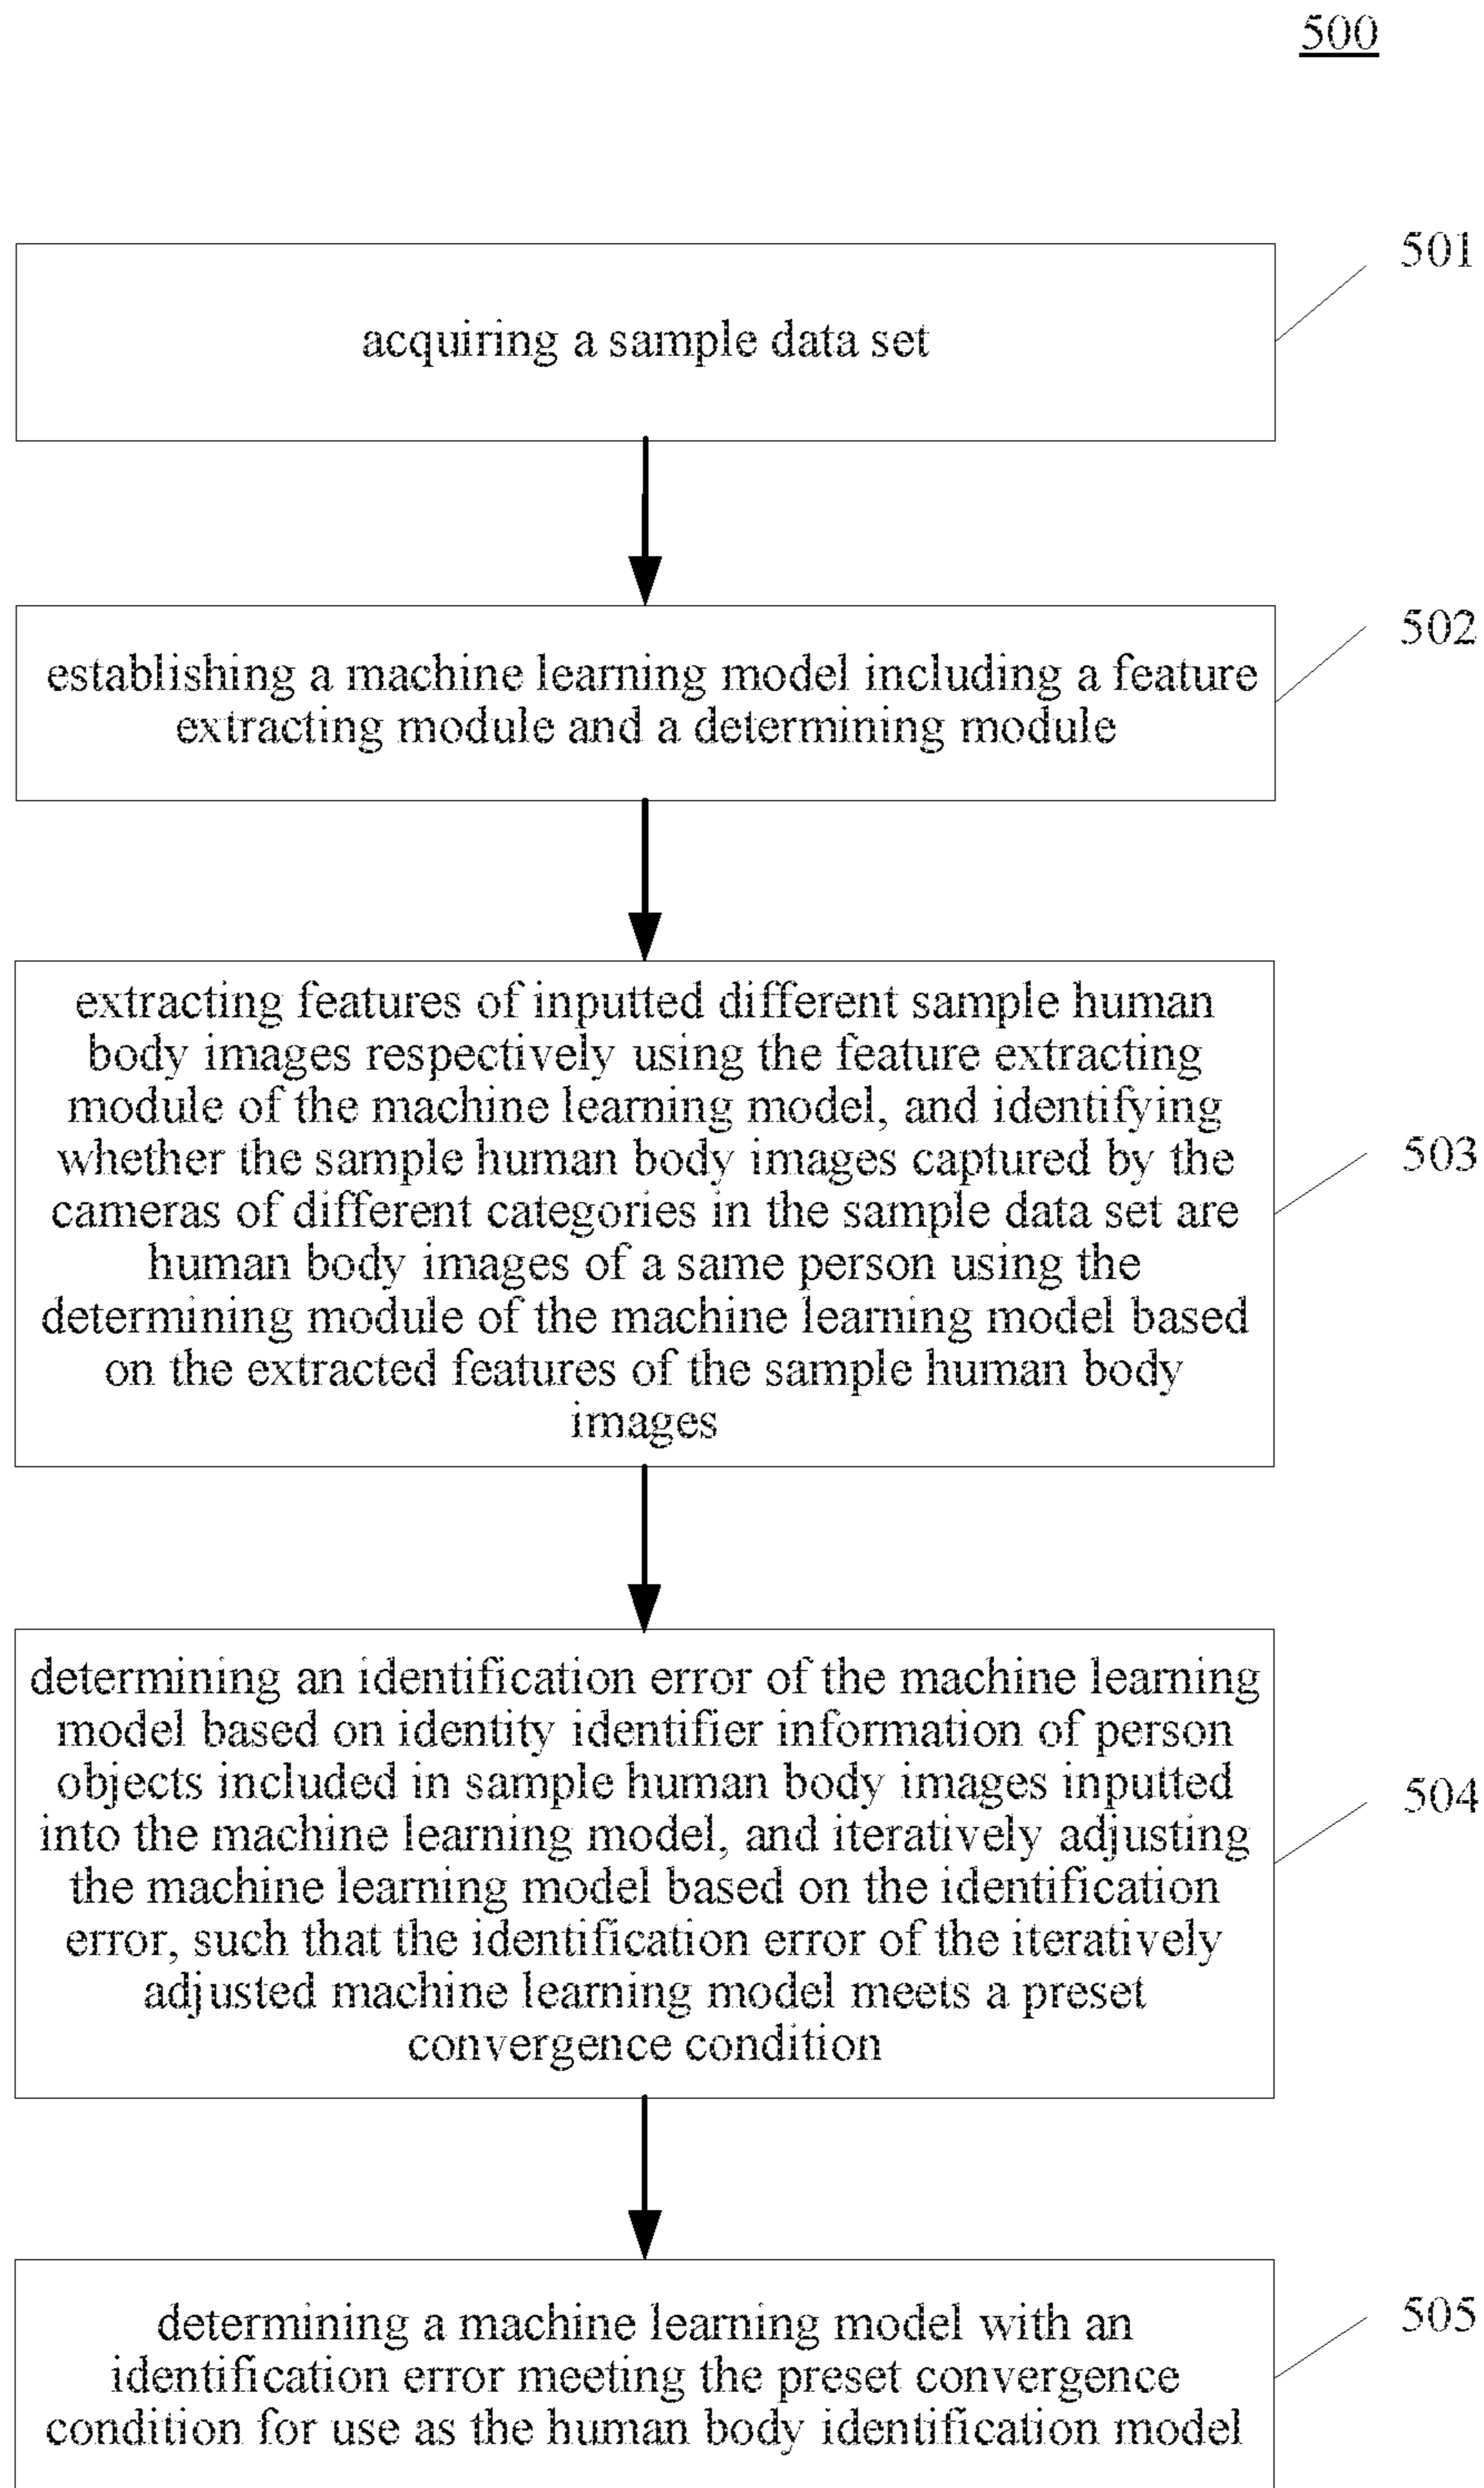 500
501
acquiring a sample data set
502
establishing a machine learning model including a feature
extracting module and a determining module
extracting features of inputted different sample human
body images respectively using the feature extracting
module of the machine learning model, and identifying
whether the sample human body images captured by the
503
cameras of different categories in the sample data set are
human body images of a same person using the
determining module of the machine learning model based
on the extracted features of the sample human body
images
determining an identification error of the machine learning
model based on identity identifier information of person
objects included in sample human body images inputted
504
into the machine learning model, and iteratively adjusting
the machine learning model based on the identification
error, such that the identification error of the iteratively
adjusted machine learning model meets a preset
convergence condition
505
determining a machine learning model with an
identification error meeting the preset convergence
condition for use as the human body identification model